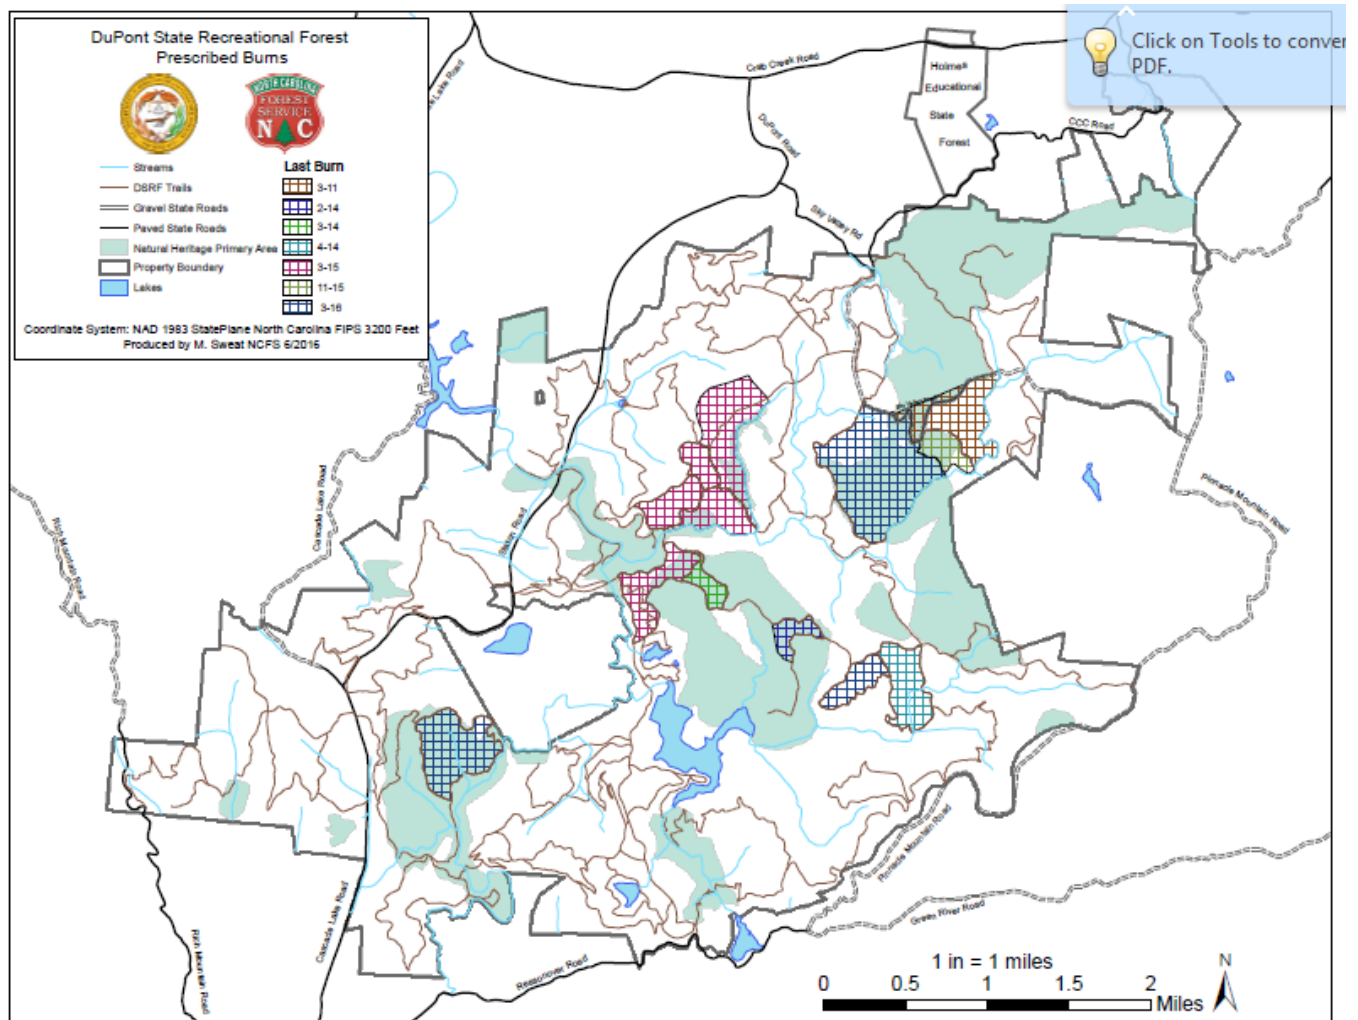 DuPont State Recreational Forest
Prescribed Burns
NORTH CAROLINA
FOREST
SERVICE
N C
Streams
DSRF Trails
Gravel State Roads
Paved State Roads
Natural Heritage Primary Area
Property Boundary
Lakes
Last Burn
3-11
2-14
3-14
4-14
3-15
11-15
3-16
Coordinate System: NAD 1983 StatePlane North Carolina FIPS 3200 Feet
Produced by M. Sweat NCFS 6/2016
Click on Tools to conver
PDF.
Lake Road
Crab Creek Road
Holmes
Educational
State
Forest
CCC Road
DuPont Road
Sky Valley Rd
Cascade Lake Road
Rich Mountain Road
Staton Road
Pinnacle Mountain Road
Pinnacle Mountain Road
Green River Road
Cascade Lake Road
Rich Mountain Road
Reasonover Road
1 in = 1 miles
0 0.5 1 1.5 2
Miles
N